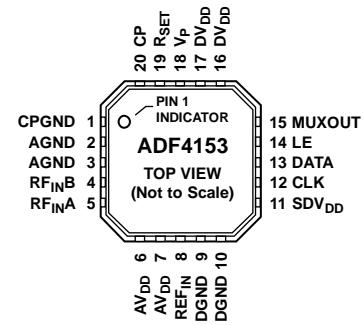 20 CP
19 RSET
18 VP
17 DVDD
16 DVDD
PIN 1
INDICATOR
CPGND 1
AGND 2
AGND 3
RFINB 4
RFINA 5
ADF4153
TOP VIEW
(Not to Scale)
15 MUXOUT
14 LE
13 DATA
12 CLK
11 SDVDD
AVDD 6
AVDD 7
REFIN 8
DGND 9
DGND 10